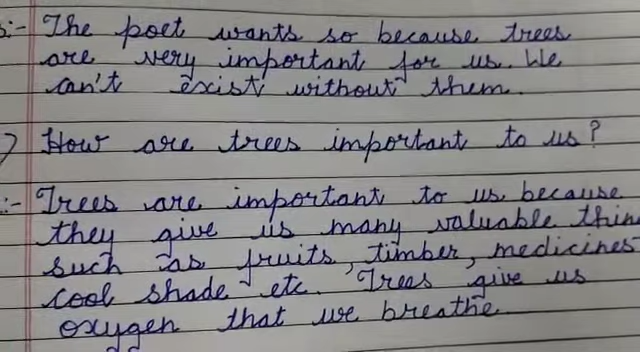 :- The poet wants so because trees
are very important for us. We
can't exist without them.
) How are trees important to us?
:- Trees are important to us because
they give us many valuable thin
such as fruits, timber, medicines
cool shade etc. Trees give us
oxygen that we breathe.